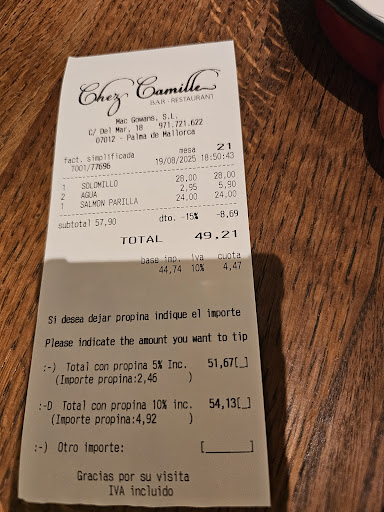 Chez Camille
BAR - RESTAURANT
Mac Gowans, S.L.
C/ Del Mar, 18 971.721.622
07012 - Palma de Mallorca
mesa 21
fact. simplificada 19/08/2025 18:50:43
7001/77696
1 SOLOMILLO 28,00 28,00
2 AGUA 2,95 5,90
1 SALMON PARILLA 24,00 24,00
subtotal 57,90 dto. -15% -8,69
TOTAL 49,21
base imp. iva cuota
44,74 10% 4,47
Si desea dejar propina indique el importe
Please indicate the amount you want to tip
:-) Total con propina 5% Inc. 51,67[_]
(Importe propina:2,46 )
:-D Total con propina 10% inc. 54,13[_]
(Importe propina:4,92 )
:-) Otro importe: [______]
Gracias por su visita
IVA incluido